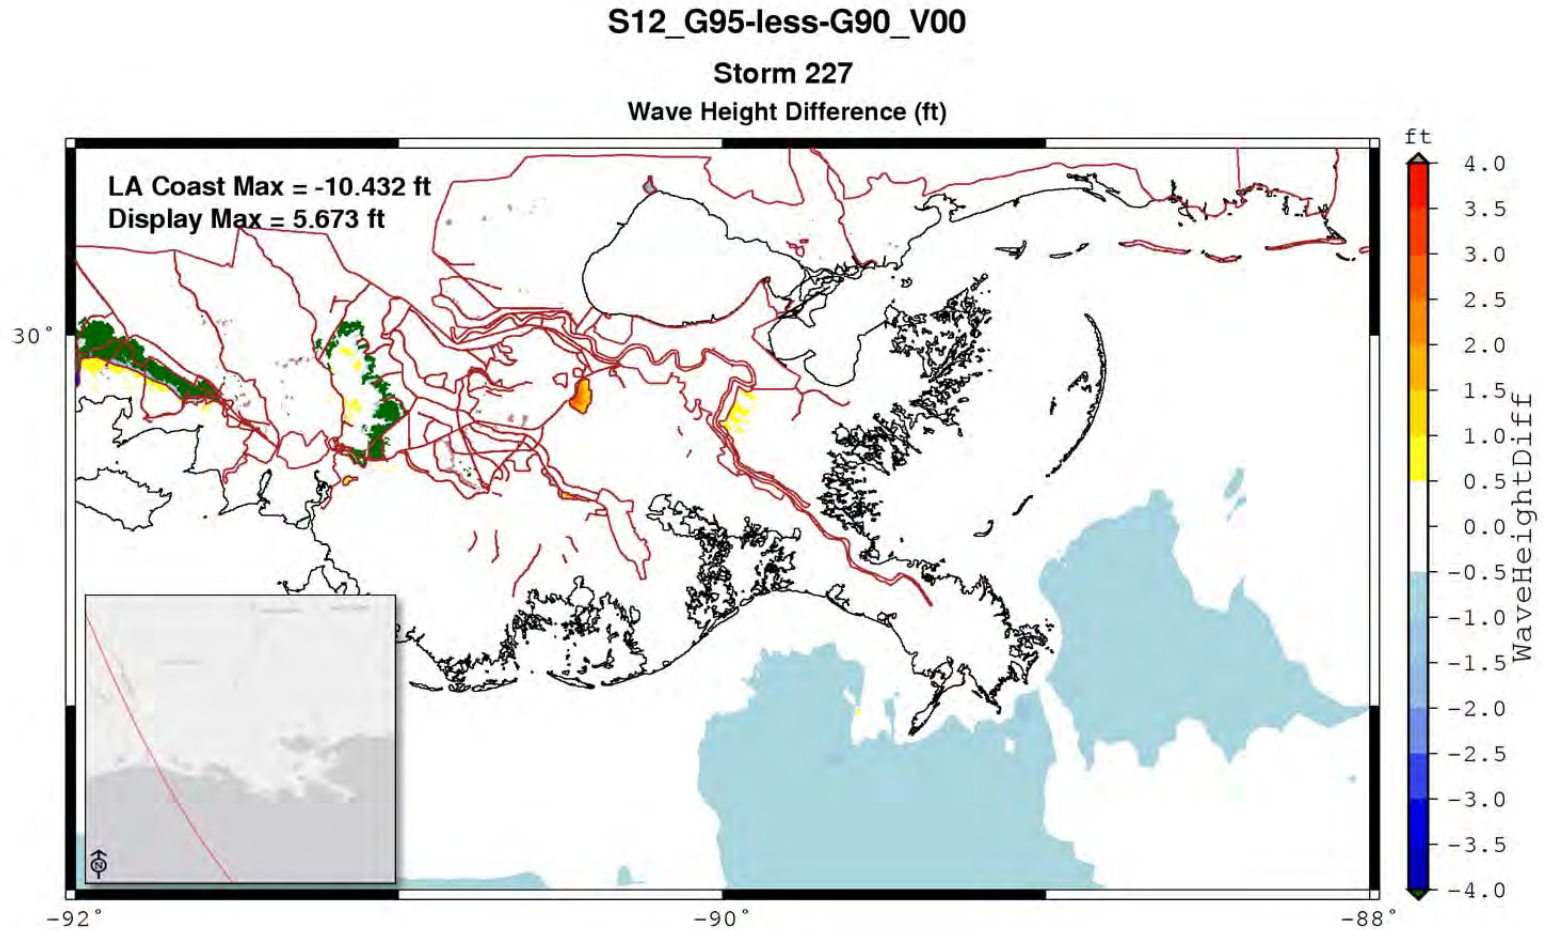 S12_G95-less-G90_V00
Storm 227
Wave Height Difference (ft)
LA Coast Max = -10.432 ft
Display Max = 5.673 ft
ft
4.0
3.5
3.0
2.5
2.0
1.5
1.0
0.5
0.0
-0.5
-1.0
-1.5
-2.0
-2.5
-3.0
-3.5
-4.0
WaveHeightDiff
30°
N
-92°
-90°
-88°